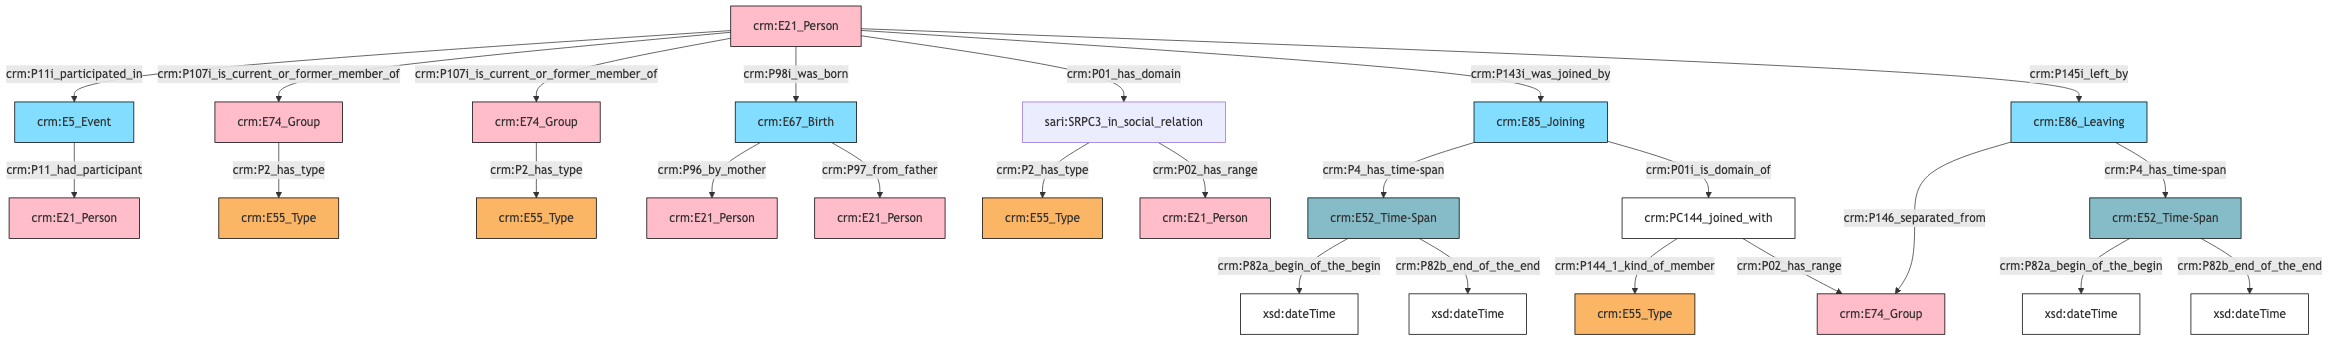 crm:E21_Person
crm:P11i_participated_in
crm:P107i_is_current_or_former_member_of
crm:P107i_is_current_or_former_member_of
crm:P98i_was_born
crm:P01_has_domain
crm:P143i_was_joined_by
crm:P145i_left_by
crm:E5_Event
crm:E74_Group
crm:E74_Group
crm:E67_Birth
sari:SRPC3_in_social_relation
crm:E85_Joining
crm:E86_Leaving
crm:P11_had_participant
crm:P2_has_type
crm:P2_has_type
crm:P96_by_mother
crm:P97_from_father
crm:P2_has_type
crm:P02_has_range
crm:P4_has_time-span
crm:P01i_is_domain_of
crm:P4_has_time-span
crm:E21_Person
crm:E55_Type
crm:E55_Type
crm:E21_Person
crm:E21_Person
crm:E55_Type
crm:E21_Person
crm:E52_Time-Span
crm:PC144_joined_with
crm:P146_separated_from
crm:E52_Time-Span
crm:P82a_begin_of_the_begin
crm:P82b_end_of_the_end
crm:P144_1_kind_of_member
crm:P02_has_range
crm:P82a_begin_of_the_begin
crm:P82b_end_of_the_end
xsd:dateTime
xsd:dateTime
crm:E55_Type
crm:E74_Group
xsd:dateTime
xsd:dateTime